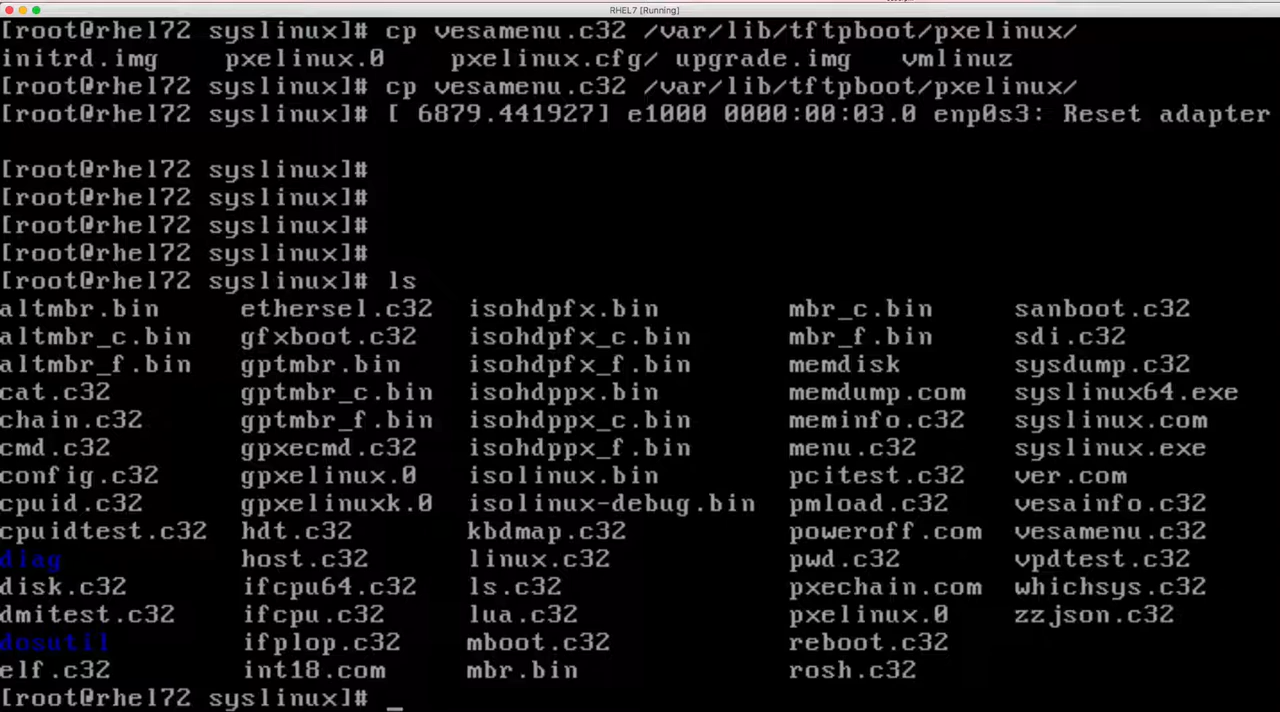 RHEL7 [Running]
[root@rhel72 syslinux]# cp vesamenu.c32 /var/lib/tftpboot/pxelinux/
initrd.img pxelinux.0 pxelinux.cfg/ upgrade.img vmlinuz
[root@rhel72 syslinux]# cp vesamenu.c32 /var/lib/tftpboot/pxelinux/
[root@rhel72 syslinux]# [ 6879.441927] e1000 0000:00:03.0 enp0s3: Reset adapter
[root@rhel72 syslinux]#
[root@rhel72 syslinux]#
[root@rhel72 syslinux]#
[root@rhel72 syslinux]#
[root@rhel72 syslinux]# ls
altmbr.bin ethersel.c32 isohdpfx.bin mbr_c.bin sanboot.c32
altmbr_c.bin gfxboot.c32 isohdpfx_c.bin mbr_f.bin sdi.c32
altmbr_f.bin gptmbr.bin isohdpfx_f.bin memdisk sysdump.c32
cat.c32 gptmbr_c.bin isohdppx.bin memdump.com syslinux64.exe
chain.c32 gptmbr_f.bin isohdppx_c.bin meminfo.c32 syslinux.com
cmd.c32 gpxecmd.c32 isohdppx_f.bin menu.c32 syslinux.exe
config.c32 gpxelinux.0 isolinux.bin pcitest.c32 ver.com
cpuid.c32 gpxelinuxk.0 isolinux-debug.bin pmload.c32 vesainfo.c32
cpuidtest.c32 hdt.c32 kbdmap.c32 poweroff.com vesamenu.c32
diag host.c32 linux.c32 pwd.c32 vpdtest.c32
disk.c32 ifcpu64.c32 ls.c32 pxechain.com whichsys.c32
dmitest.c32 ifcpu.c32 lua.c32 pxelinux.0 zzjson.c32
dosutil ifplop.c32 mboot.c32 reboot.c32
elf.c32 int18.com mbr.bin rosh.c32
[root@rhel72 syslinux]# _